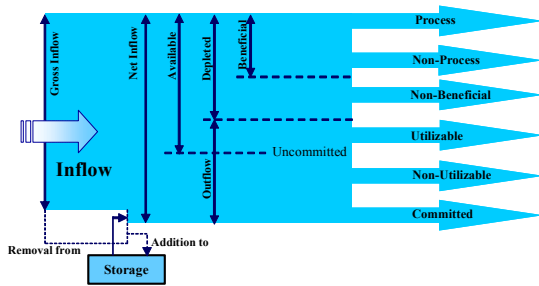 Gross Inflow
Net Inflow
Available
Depleted
Beneficial
Process
Non-Process
Non-Beneficial
Utilizable
Uncommitted
Inflow
Outflow
Non-Utilizable
Committed
Removal from
Addition to
Storage